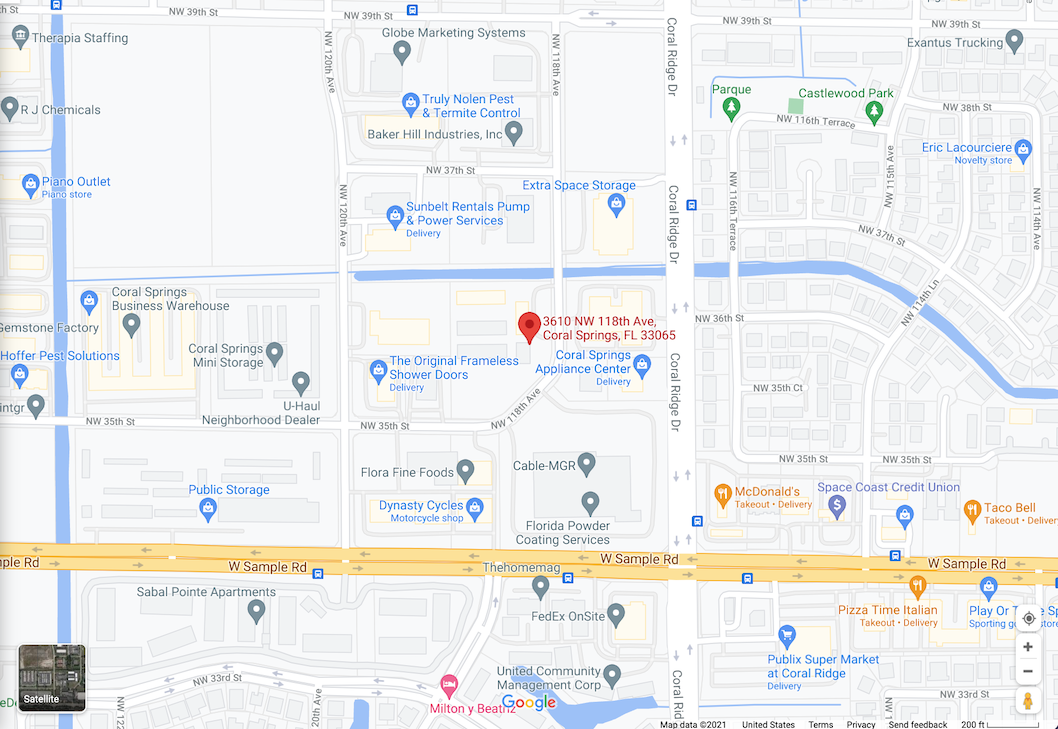 NW 39th St
NW 39th St
NW 39th St
NW 39th St
Therapia Staffing
Globe Marketing Systems
Exantus Trucking
NW 120th Ave
NW 118th Ave
Coral Ridge Dr
R J Chemicals
Truly Nolen Pest
& Termite Control
Baker Hill Industries, Inc
Parque
Castlewood Park
NW 116th Terrace
NW 38th St
Eric Lacourciere
Novelty store
NW 115th Ave
NW 37th St
Piano Outlet
Piano store
Extra Space Storage
Sunbelt Rentals Pump
& Power Services
Delivery
NW 120th Ave
Coral Ridge Dr
NW 116th Terrace
NW 114th Ave
NW 37th St
NW 114th Ln
Coral Springs
Business Warehouse
Gemstone Factory
Hoffer Pest Solutions
Coral Springs
Mini Storage
3610 NW 118th Ave,
Coral Springs, FL 33065
NW 36th St
The Original Frameless
Shower Doors
Delivery
Coral Springs
Appliance Center
Delivery
Coral Ridge Dr
NW 35th Ct
U-Haul
Neighborhood Dealer
NW 118th Ave
NW 35th St
NW 35th St
NW 35th St
NW 35th St
Flora Fine Foods
Cable-MGR
Public Storage
Dynasty Cycles
Motorcycle shop
Florida Powder
Coating Services
McDonald's
Takeout • Delivery
Space Coast Credit Union
Taco Bell
Takeout • Deliver
W Sample Rd
W Sample Rd
W Sample Rd
Thehomemag
Sabal Pointe Apartments
FedEx OnSite
Pizza Time Italian
Takeout • Delivery
Publix Super Market
at Coral Ridge
Delivery
United Community
Management Corp
Milton y Beatriz
NW 33rd St
NW 33rd St
Satellite
Google
Map data ©2021
United States
Terms
Privacy
Send feedback
200 ft